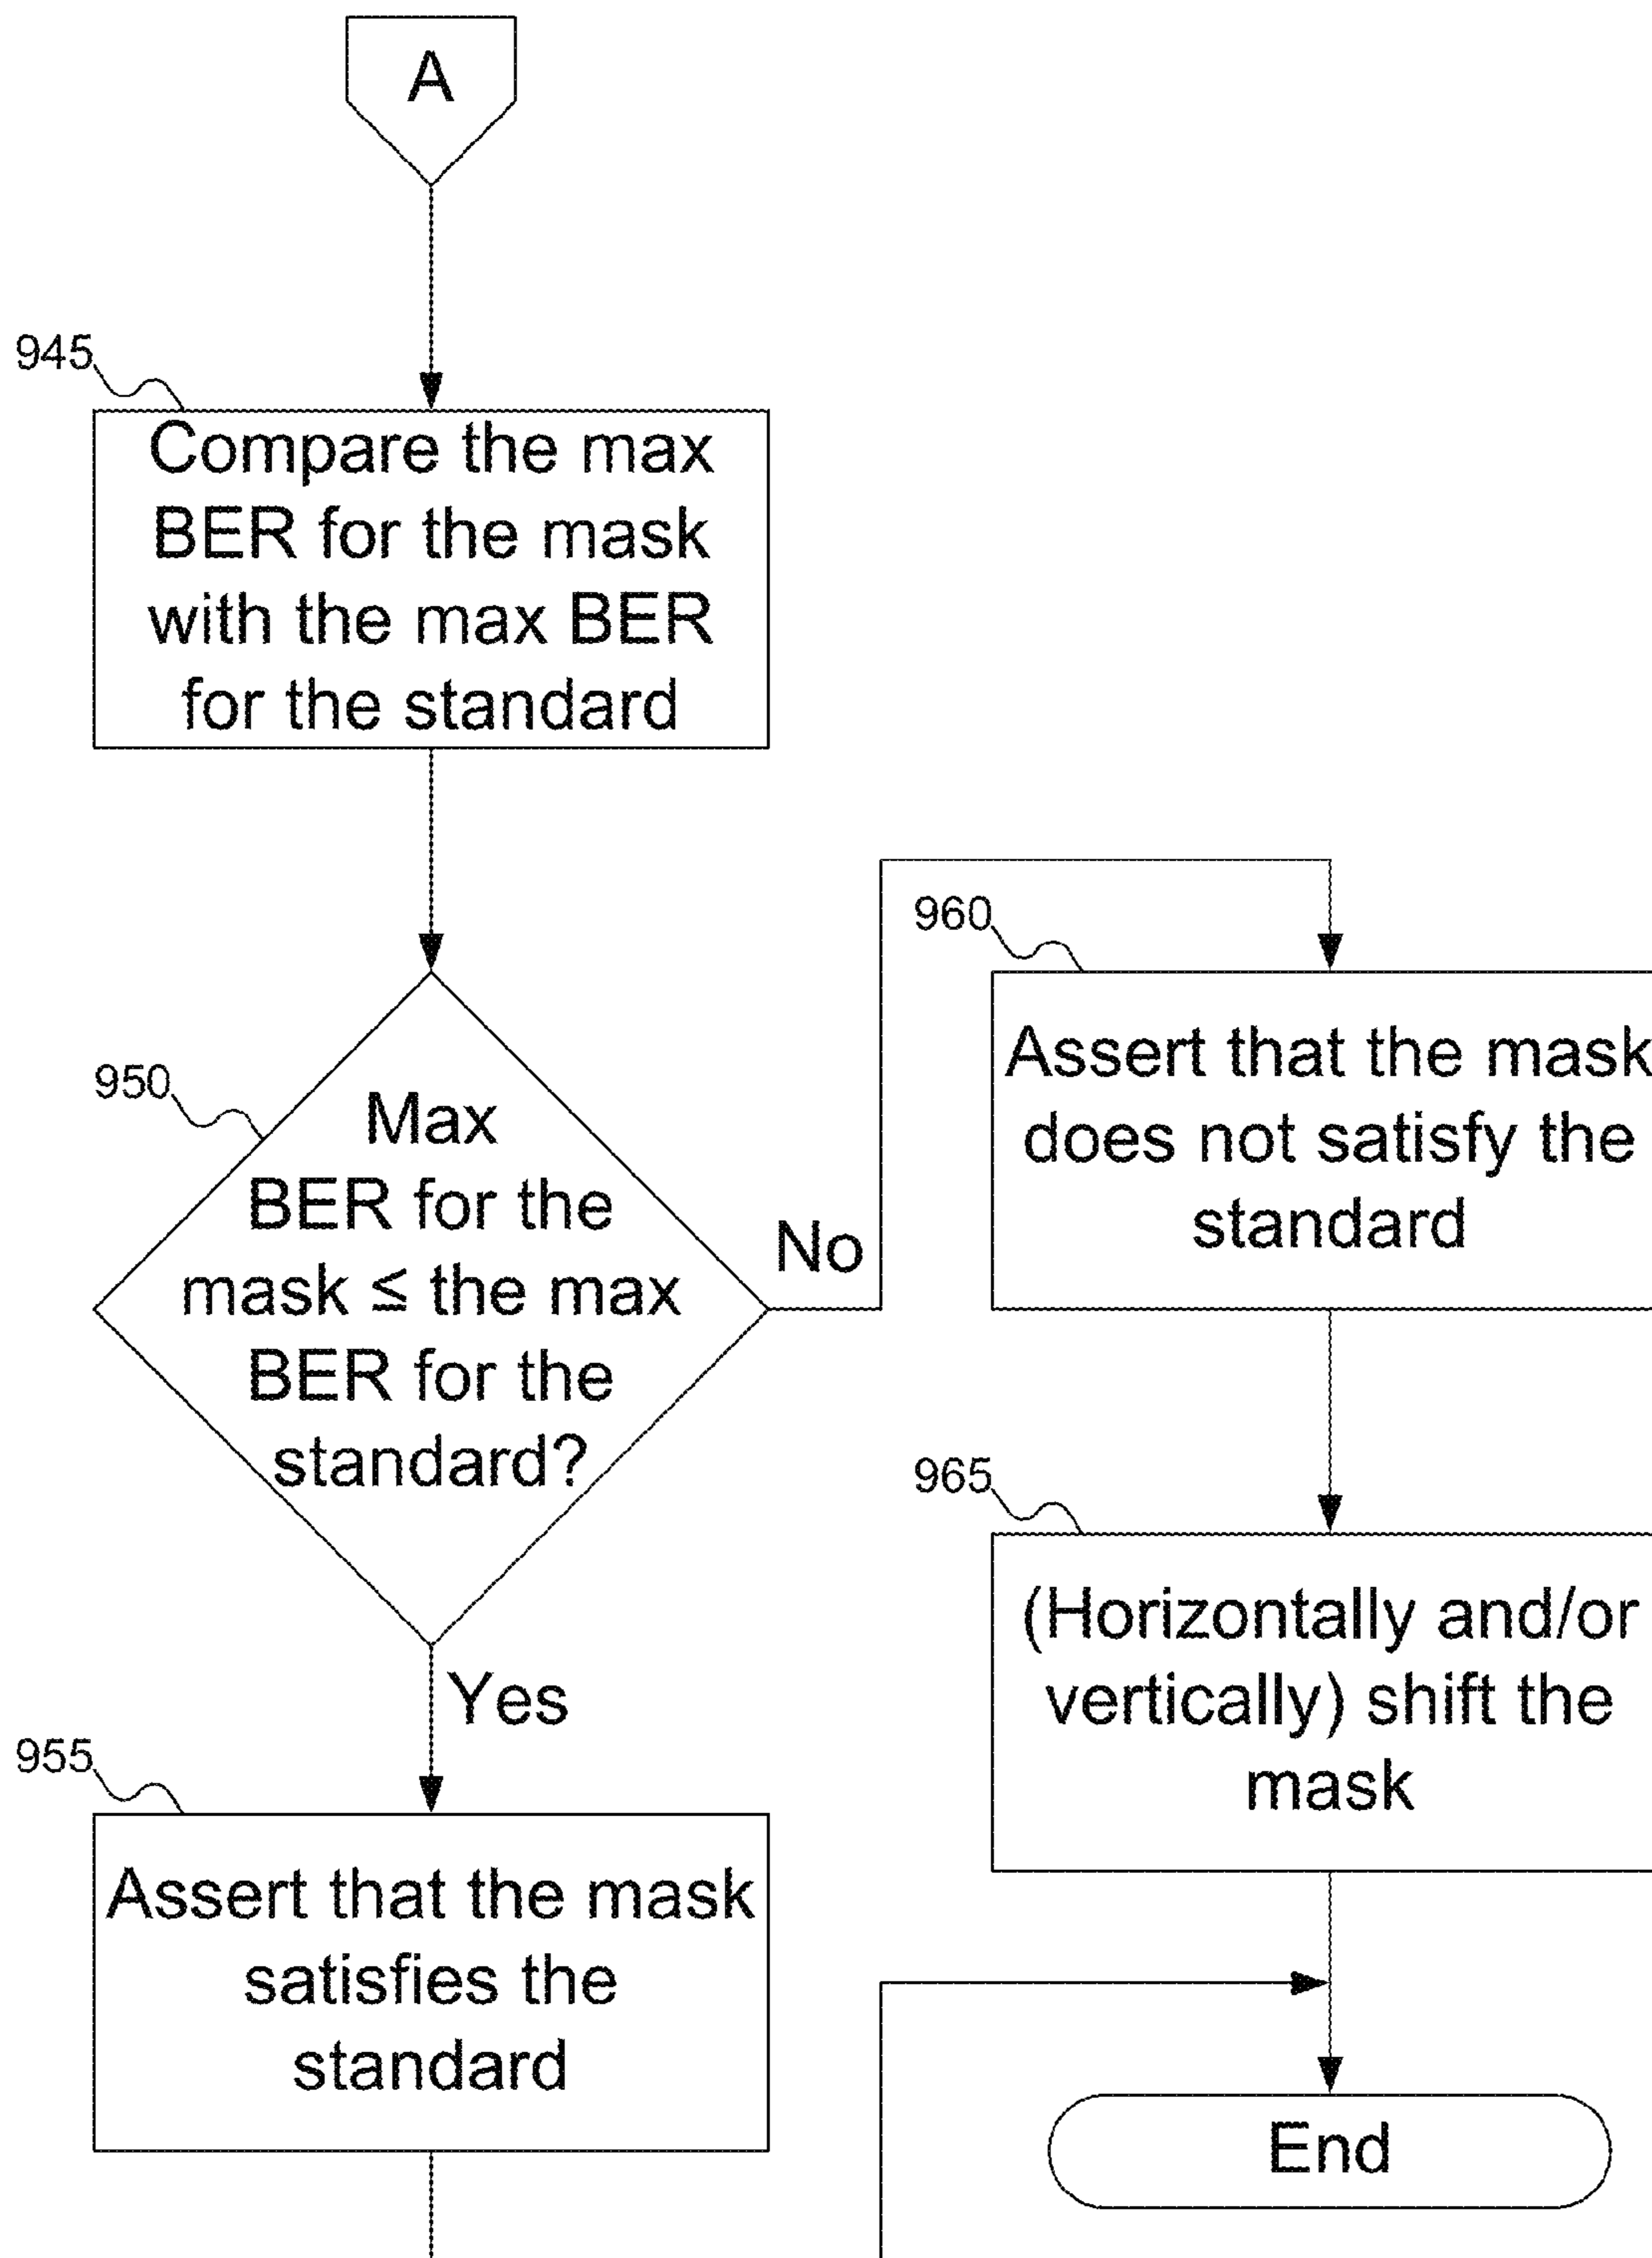 A
945
Compare the max
BER for the mask
with the max BER
for the standard
950
Max
BER for the
mask ≤ the max
BER for the
standard?
No
Yes
955
Assert that the mask
satisfies the
standard
960
Assert that the mask
does not satisfy the
standard
965
(Horizontally and/or
vertically) shift the
mask
End